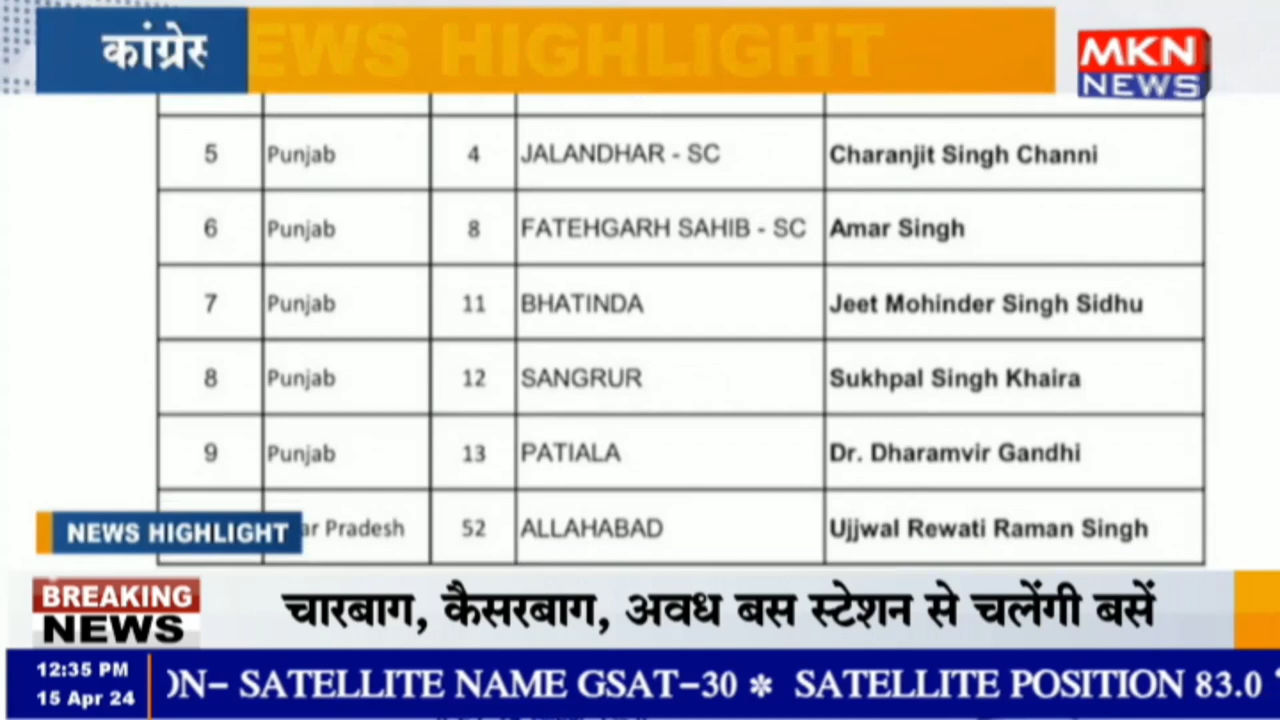 कांग्रेस
NEWS HIGHLIGHT
MKN
NEWS
5 Punjab 4 JALANDHAR - SC Charanjit Singh Channi
6 Punjab 8 FATEHGARH SAHIB - SC Amar Singh
7 Punjab 11 BHATINDA Jeet Mohinder Singh Sidhu
8 Punjab 12 SANGRUR Sukhpal Singh Khaira
9 Punjab 13 PATIALA Dr. Dharamvir Gandhi
Pradesh 52 ALLAHABAD Ujjwal Rewati Raman Singh
NEWS HIGHLIGHT
BREAKING
NEWS
चारबाग, कैसरबाग, अवध बस स्टेशन से चलेंगी बसें
12:35 PM
15 Apr 24
SATELLITE NAME GSAT-30 * SATELLITE POSITION 83.0